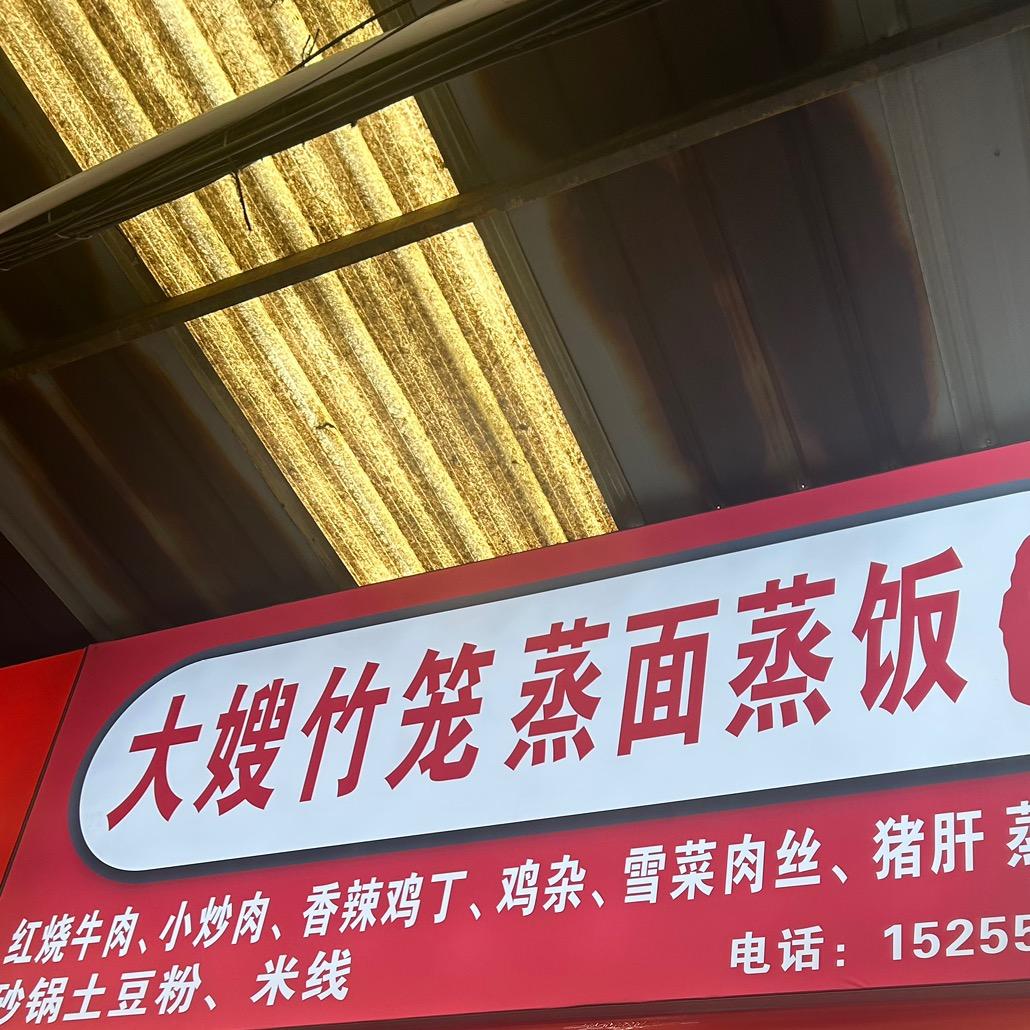 大嫂竹笼蒸面蒸饭
红烧牛肉、小炒肉、香辣鸡丁、鸡杂、雪菜肉丝、猪肝 蒸
砂锅土豆粉、米线
电话：15255